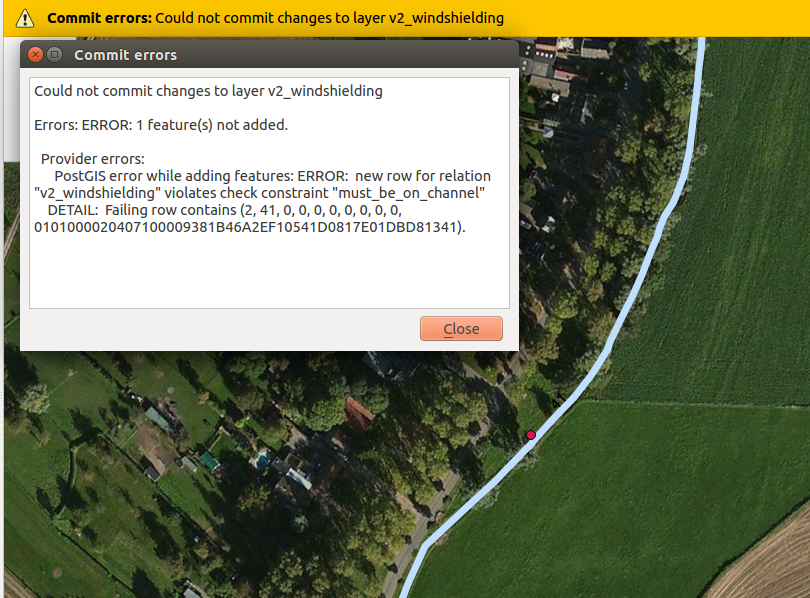 Commit errors: Could not commit changes to layer v2_windshielding
Commit errors
Could not commit changes to layer v2_windshielding
Errors: ERROR: 1 feature(s) not added.
Provider errors:
PostGIS error while adding features: ERROR:  new row for relation
"v2_windshielding" violates check constraint "must_be_on_channel"
DETAIL:  Failing row contains (2, 41, 0, 0, 0, 0, 0, 0, 0, 0,
0101000020407100009381B46A2EF10541D0817E01DBD81341).
Close